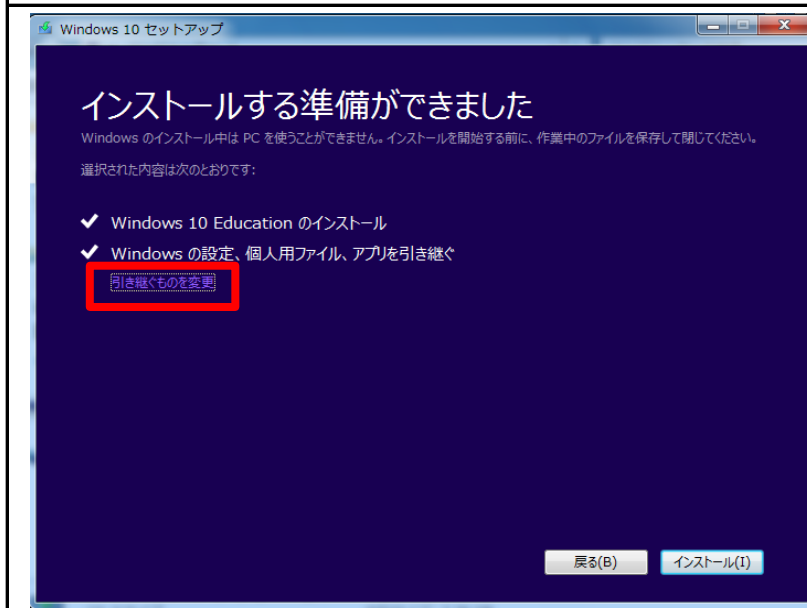 Windows 10 セットアップ
インストールする準備ができました
Windows のインストール中は PC を使うことができません。インストールを開始する前に、作業中のファイルを保存して閉じてください。
選択された内容は次のとおりです:
Windows 10 Education のインストール
Windows の設定、個人用ファイル、アプリを引き継ぐ
引き継ぐものを変更
戻る(B) インストール(I)